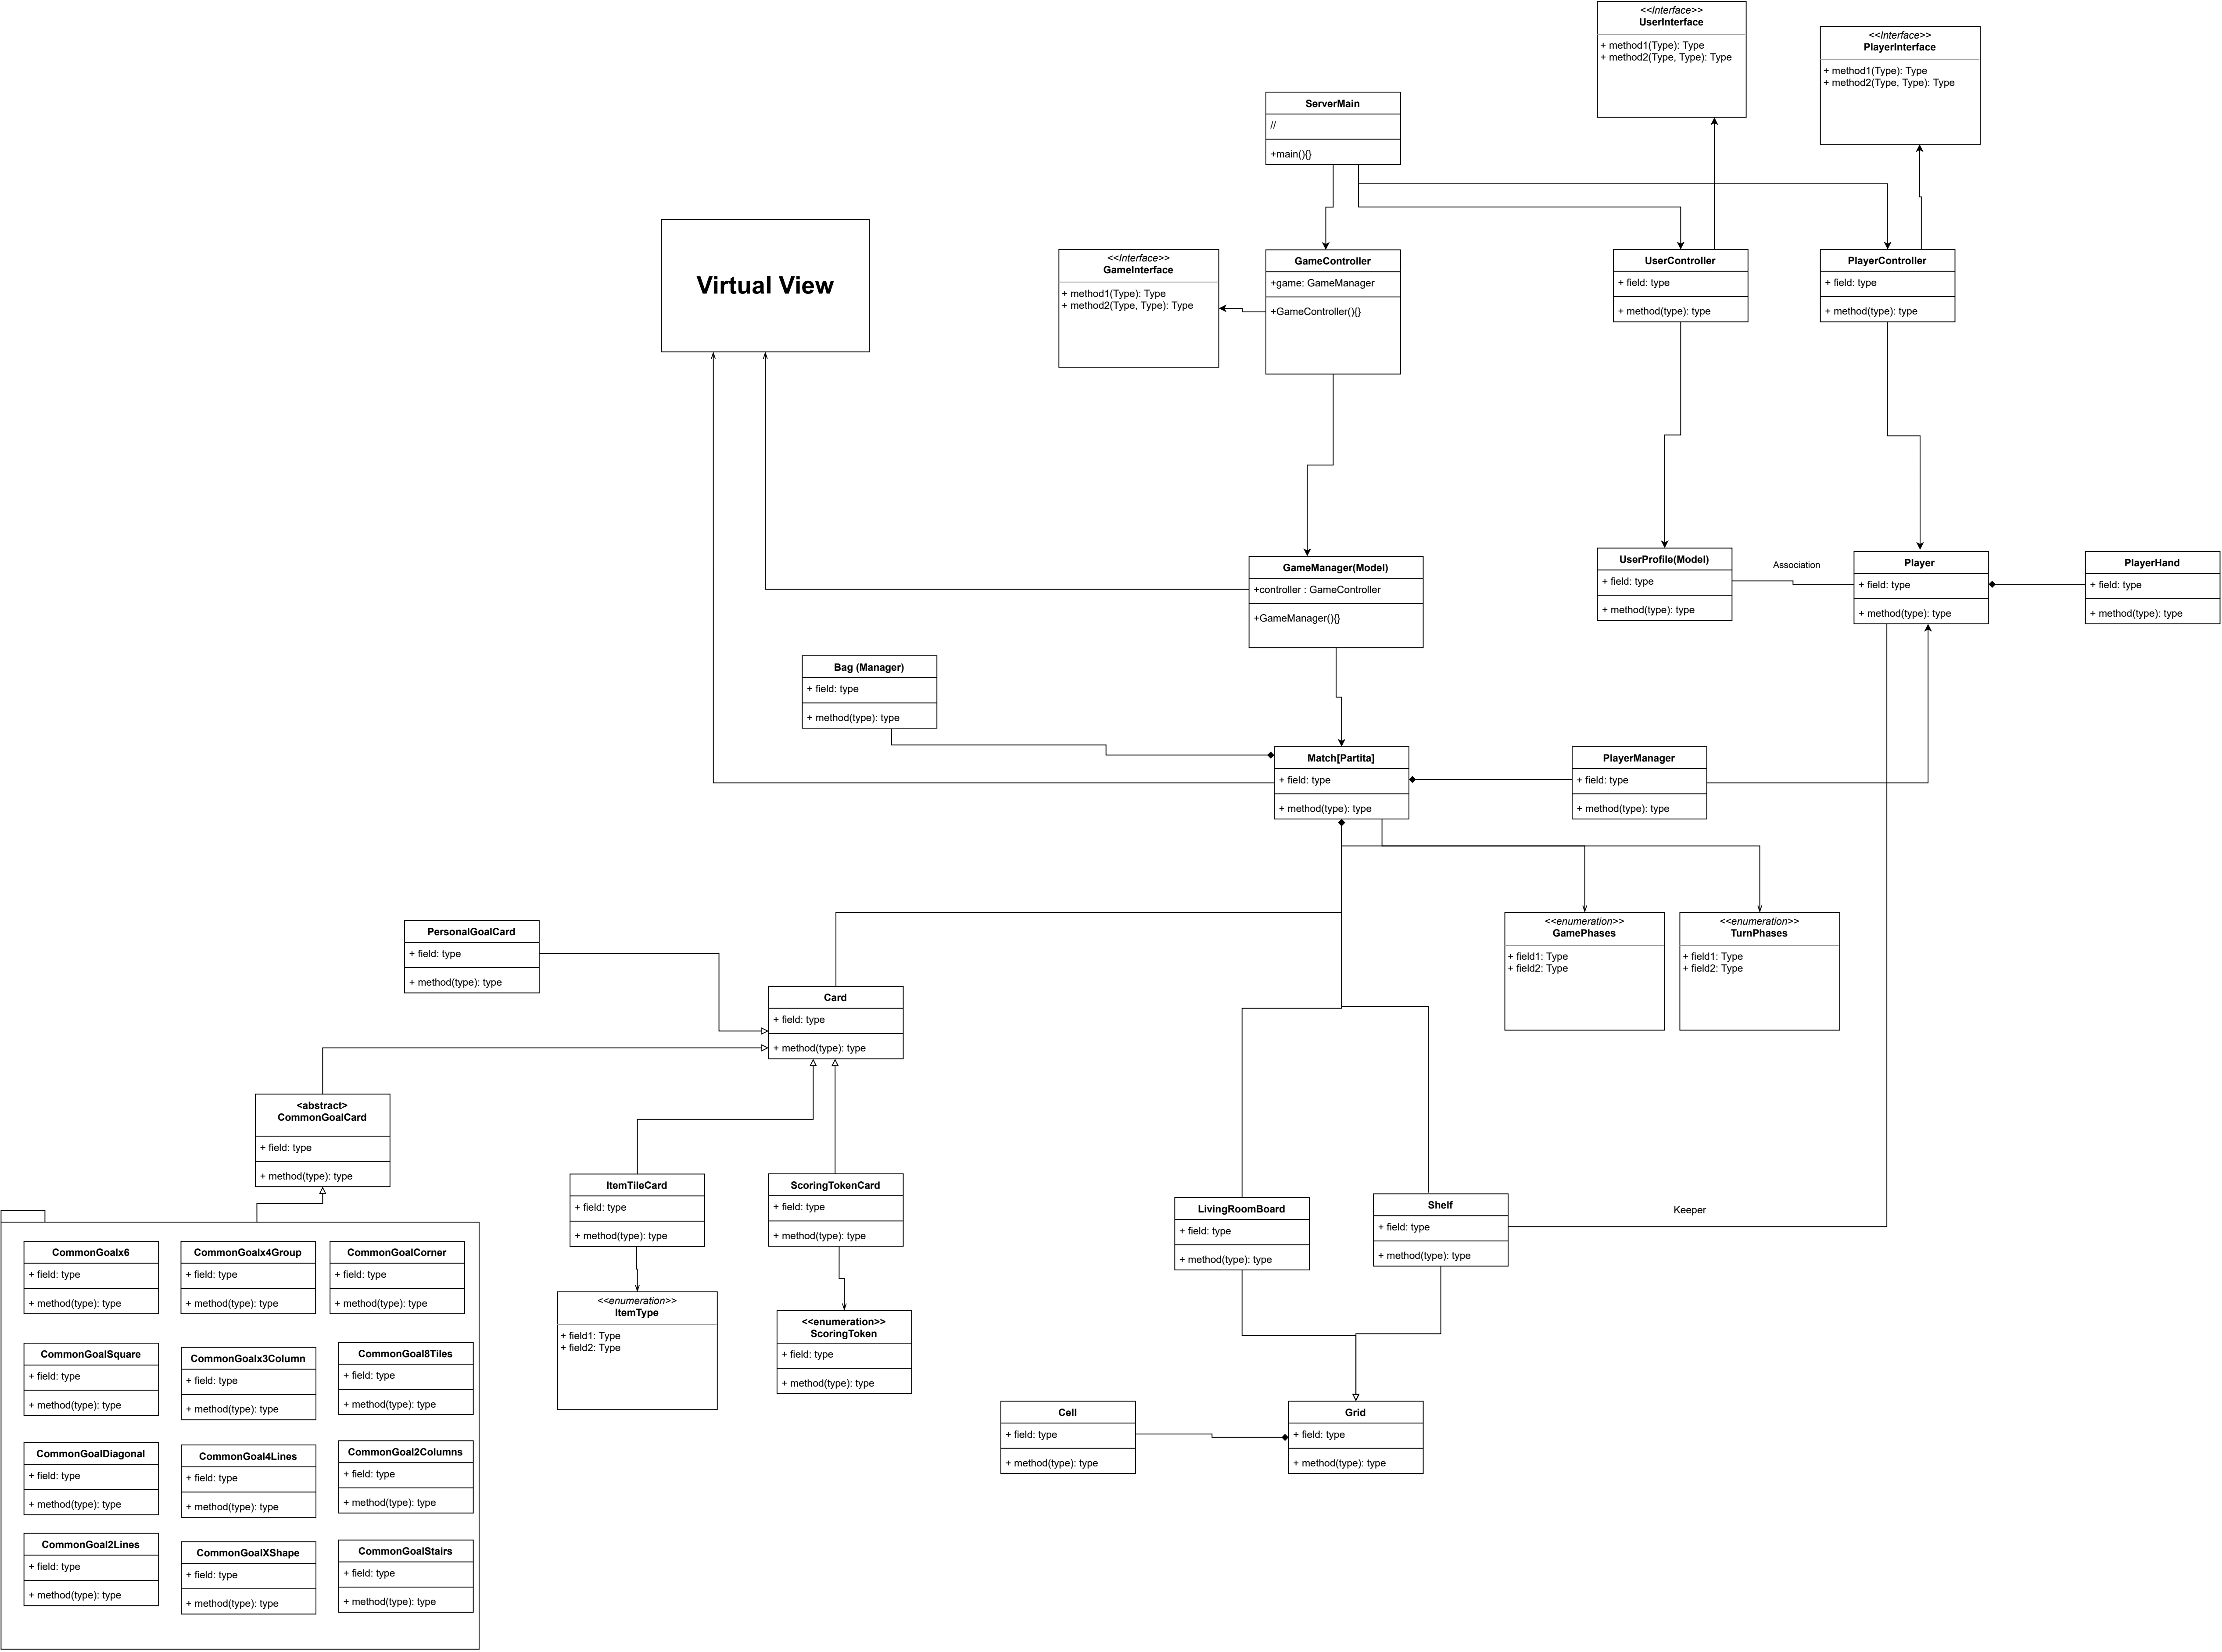 <<Interface>>
UserInterface
+ method1(Type): Type
+ method2(Type, Type): Type
<<Interface>>
PlayerInterface
+ method1(Type): Type
+ method2(Type, Type): Type
ServerMain
//
+main(){}
Virtual View
<<Interface>>
GameInterface
+ method1(Type): Type
+ method2(Type, Type): Type
GameController
+game: GameManager
+GameController(){}
UserController
+ field: type
+ method(type): type
PlayerController
+ field: type
+ method(type): type
GameManager(Model)
+controller : GameController
+GameManager(){}
UserProfile(Model)
+ field: type
+ method(type): type
Association
Player
+ field: type
+ method(type): type
PlayerHand
+ field: type
+ method(type): type
Bag (Manager)
+ field: type
+ method(type): type
Match[Partita]
+ field: type
+ method(type): type
PlayerManager
+ field: type
+ method(type): type
PersonalGoalCard
+ field: type
+ method(type): type
<<enumeration>>
GamePhases
+ field1: Type
+ field2: Type
<<enumeration>>
TurnPhases
+ field1: Type
+ field2: Type
Card
+ field: type
+ method(type): type
<abstract>
CommonGoalCard
+ field: type
+ method(type): type
ItemTileCard
+ field: type
+ method(type): type
ScoringTokenCard
+ field: type
+ method(type): type
LivingRoomBoard
+ field: type
+ method(type): type
Shelf
+ field: type
+ method(type): type
Keeper
CommonGoalx6
+ field: type
+ method(type): type
CommonGoalx4Group
+ field: type
+ method(type): type
CommonGoalCorner
+ field: type
+ method(type): type
<<enumeration>>
ItemType
+ field1: Type
+ field2: Type
<<enumeration>>
ScoringToken
+ field: type
+ method(type): type
CommonGoalSquare
+ field: type
+ method(type): type
CommonGoalx3Column
+ field: type
+ method(type): type
CommonGoal8Tiles
+ field: type
+ method(type): type
Cell
+ field: type
+ method(type): type
Grid
+ field: type
+ method(type): type
CommonGoalDiagonal
+ field: type
+ method(type): type
CommonGoal4Lines
+ field: type
+ method(type): type
CommonGoal2Columns
+ field: type
+ method(type): type
CommonGoal2Lines
+ field: type
+ method(type): type
CommonGoalXShape
+ field: type
+ method(type): type
CommonGoalStairs
+ field: type
+ method(type): type